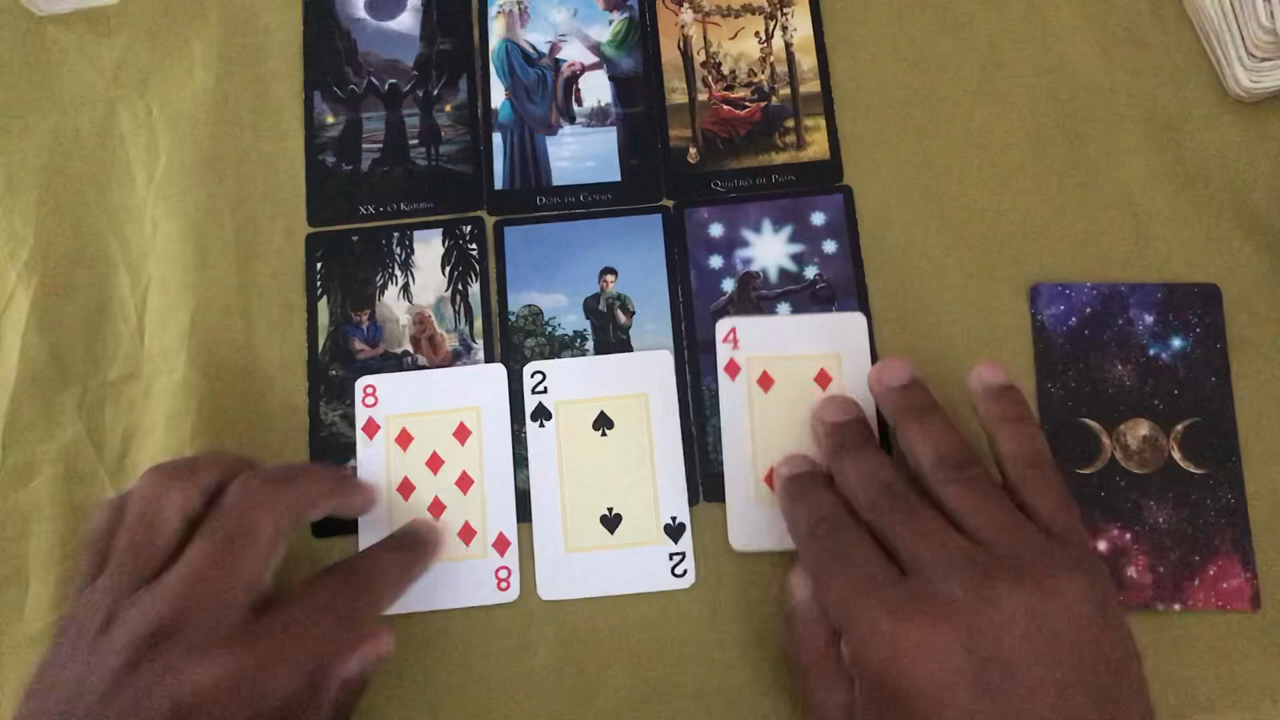 XX • O KARMA
DOIS DE COPAS
QUATRO DE PAUS
8
2
4
8
2